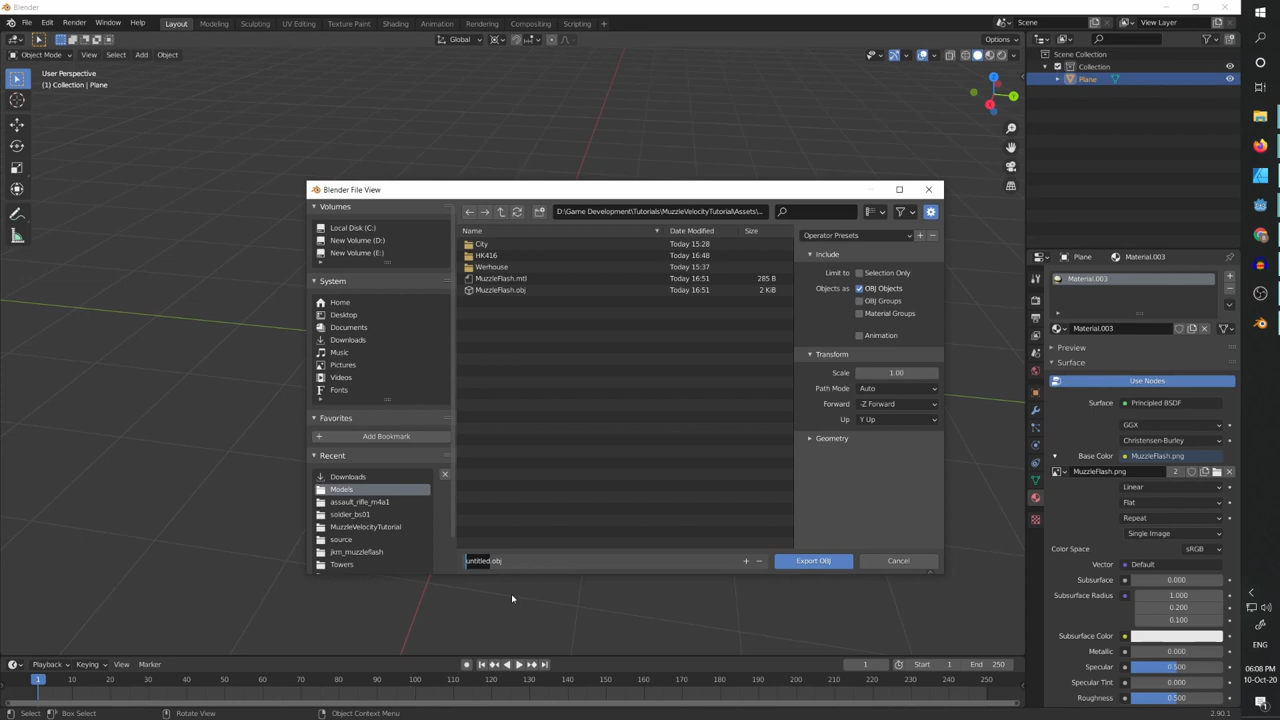 Blender
File Edit Render Window Help
Layout Modeling Sculpting UV Editing Texture Paint Shading Animation Rendering Compositing Scripting +
Scene
View Layer
Global
Options
Object Mode View Select Add Object
User Perspective
(1) Collection | Plane
X
Y
Z
Scene Collection
Collection
Plane
Blender File View
Volumes
Local Disk (C:)
New Volume (D:)
New Volume (E:)
System
Home
Desktop
Documents
Downloads
Music
Pictures
Videos
Fonts
Favorites
+ Add Bookmark
Recent
Downloads
Models
assault_rifle_m4a1
soldier_bs01
MuzzleVelocityTutorial
source
jkm_muzzleflash
Towers
D:\Game Development\Tutorials\MuzzleVelocityTutorial\Assets\...
Name Date Modified Size
City Today 15:28
HK416 Today 16:48
Werhouse Today 15:37
MuzzleFlash.mtl Today 16:51 285 B
MuzzleFlash.obj Today 16:51 2 KiB
untitled.obj
+ −
Export OBJ
Cancel
Operator Presets + −
Include
Limit to Selection Only
Objects as OBJ Objects
OBJ Groups
Material Groups
Animation
Transform
Scale 1.00
Path Mode Auto
Forward -Z Forward
Up Y Up
Geometry
Plane Material.003
Material.003
Material.003
Preview
Surface
Use Nodes
Surface Principled BSDF
GGX
Christensen-Burley
Base Color MuzzleFlash.png
MuzzleFlash.png 2
Linear
Flat
Repeat
Single Image
Color Space sRGB
Vector Default
Subsurface 0.000
Subsurface Radius 1.000
0.200
0.100
Subsurface Color
Metallic 0.000
Specular 0.500
Specular Tint 0.000
Roughness 0.500
Playback Keying View Marker
1
Start 1
End 250
1 10 20 30 40 50 60 70 80 90 100 110 120 130 140 150 160 170 180 190 200 210 220 230 240 250
Select Box Select Rotate View Object Context Menu
2.90.1
ENG
06:08 PM
10-Oct-20